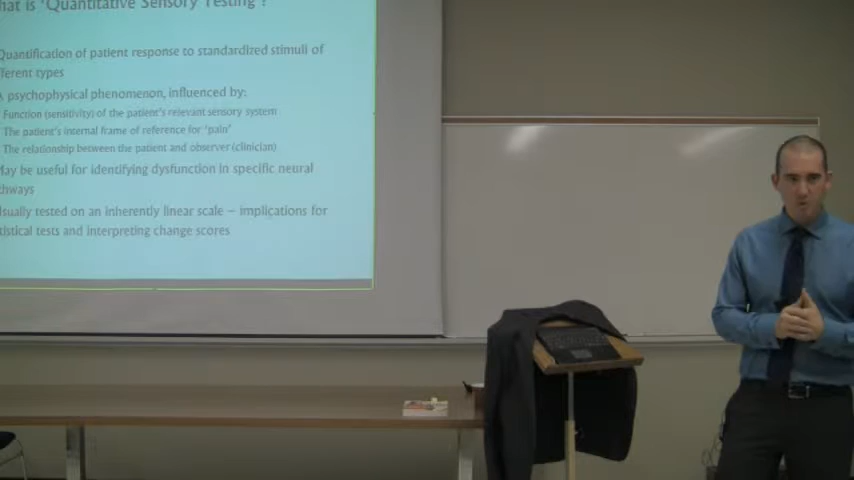 hat is 'Quantitative Sensory Testing'?
Quantification of patient response to standardized stimuli of
fferent types
A psychophysical phenomenon, influenced by:
Function (sensitivity) of the patient's relevant sensory system
The patient's internal frame of reference for 'pain'
The relationship between the patient and observer (clinician)
May be useful for identifying dysfunction in specific neural
thways
Usually tested on an inherently linear scale – implications for
tistical tests and interpreting change scores